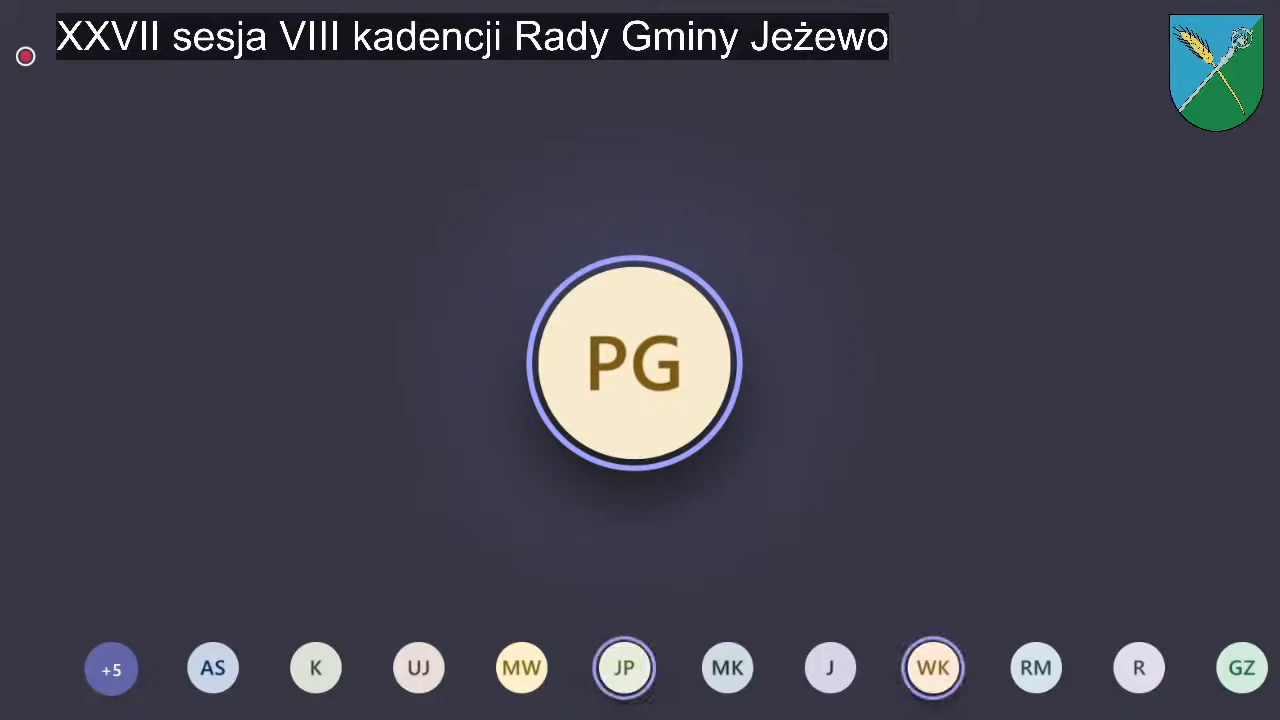 XXVII sesja VIII kadencji Rady Gminy Jeżewo
PG
+5 AS K UJ MW JP MK J WK RM R GZ